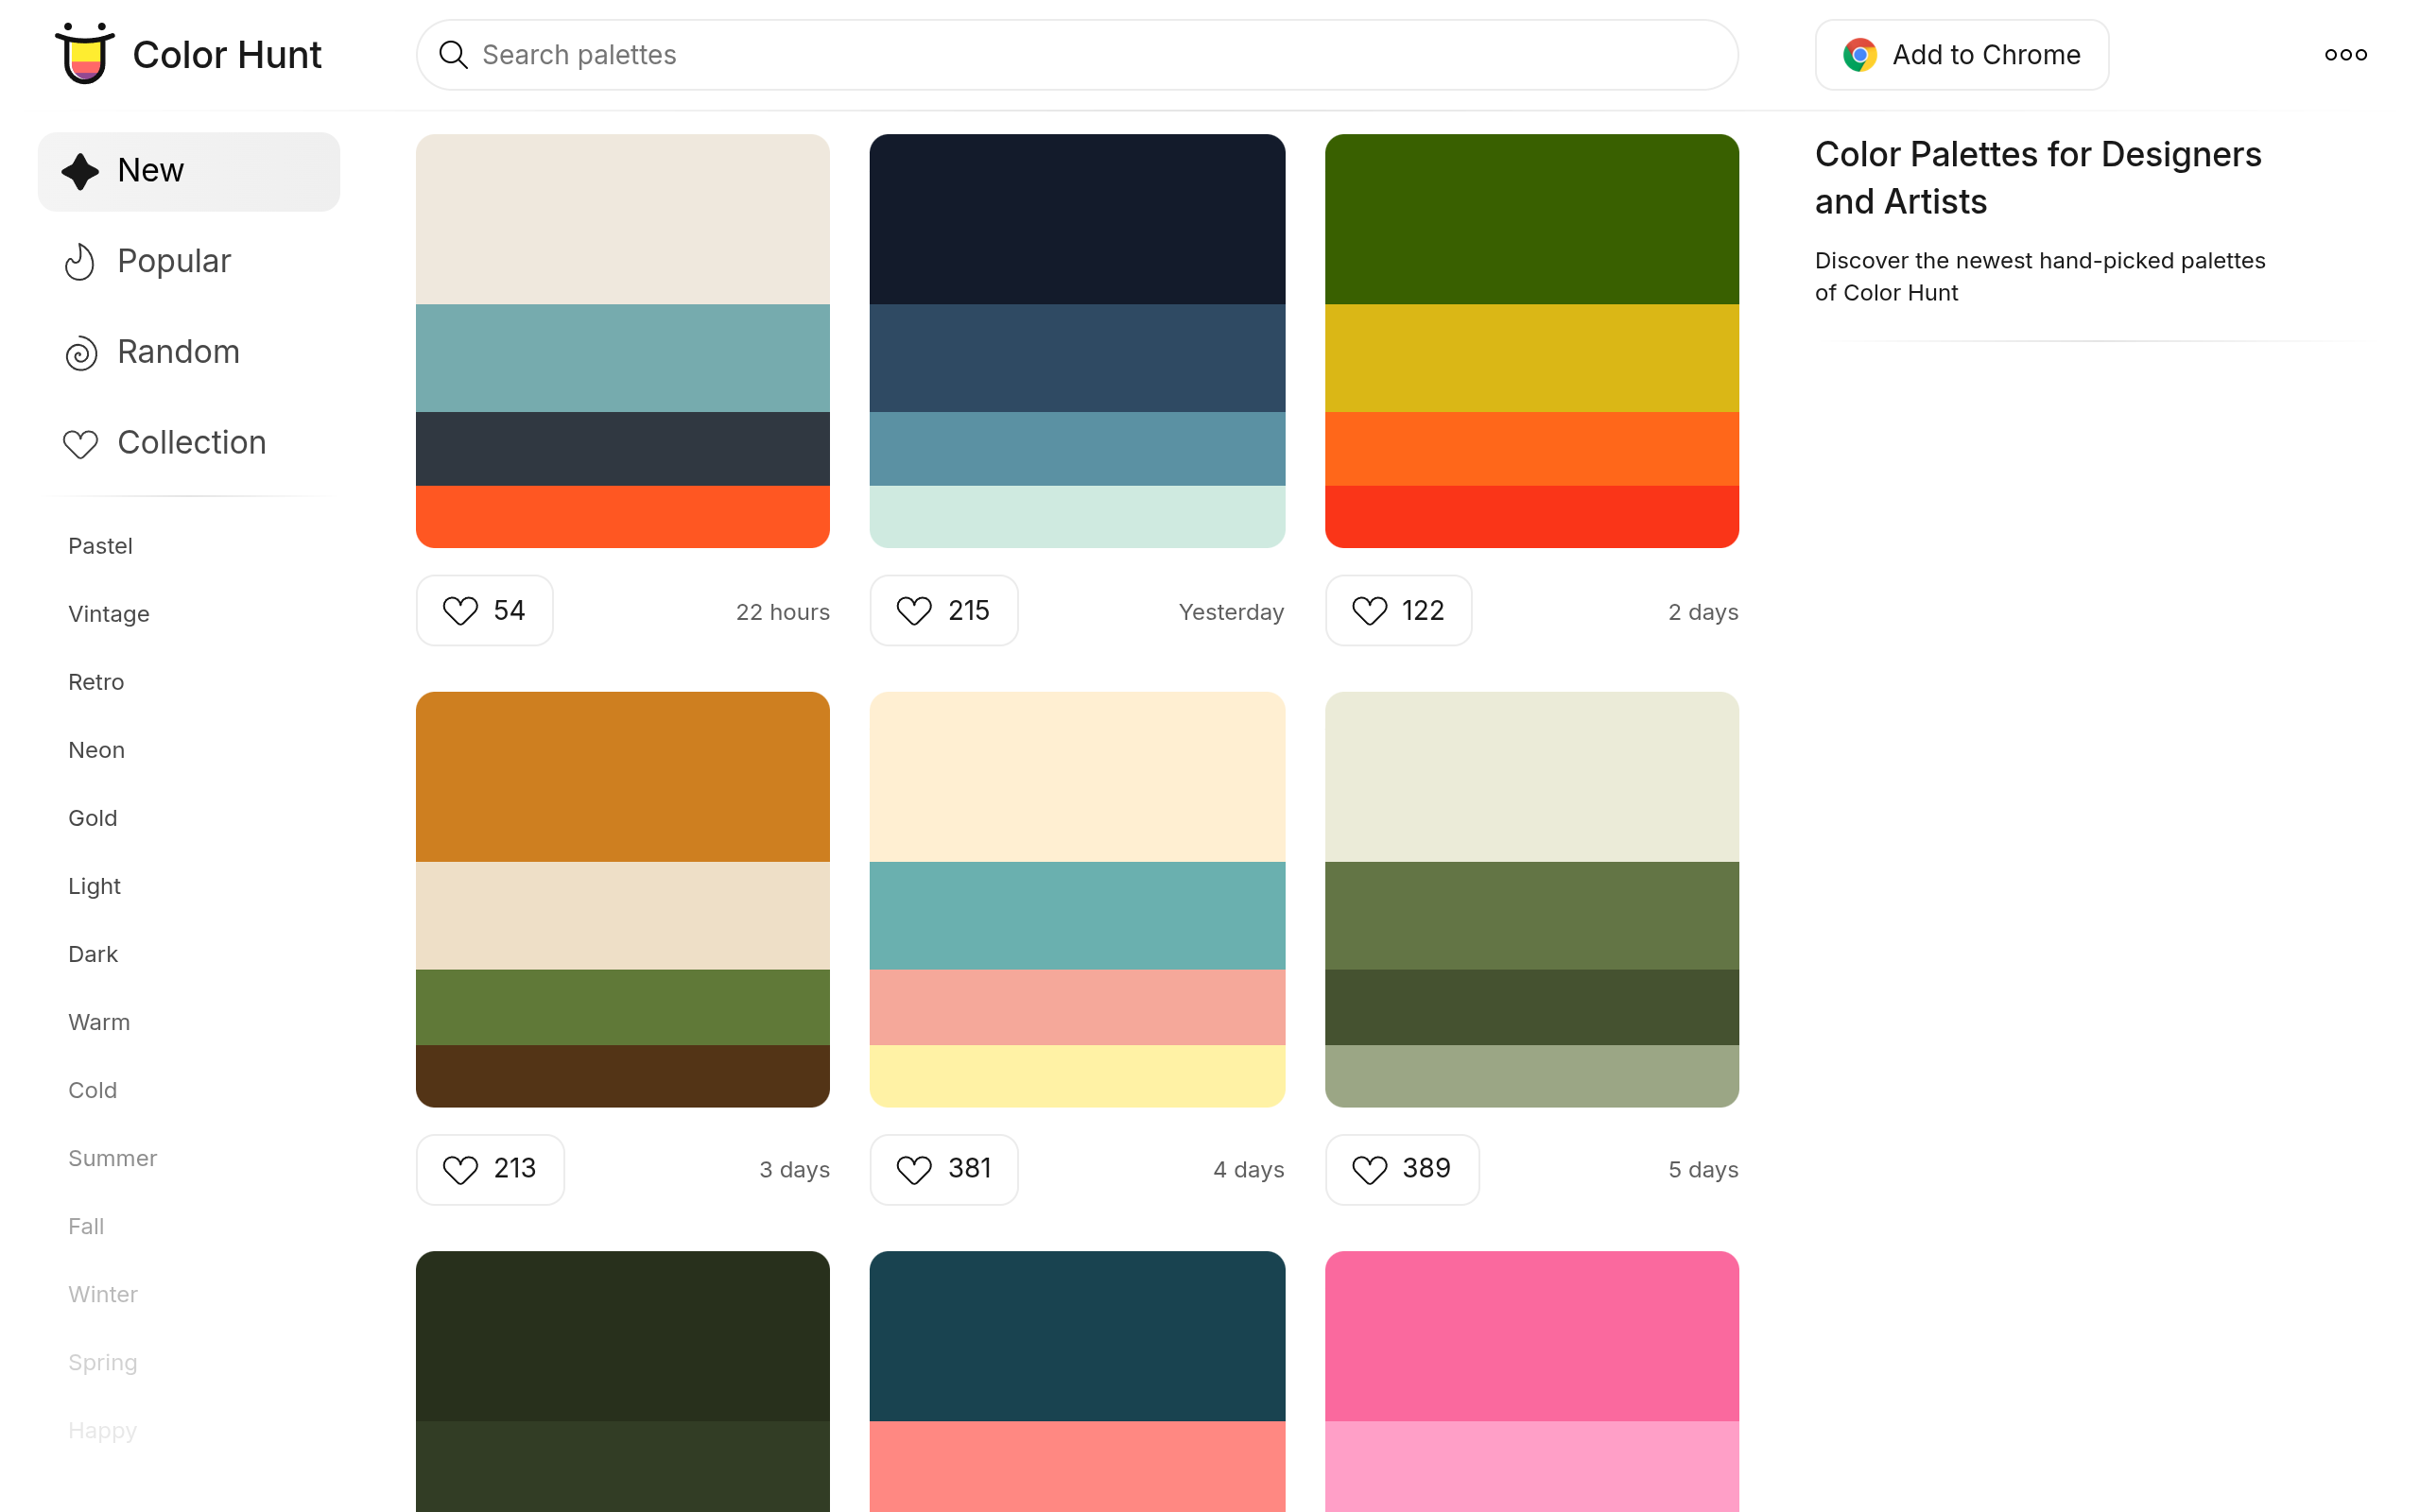 Color Hunt
Search palettes
Add to Chrome
New
Popular
Random
Collection
Pastel
Vintage
Retro
Neon
Gold
Light
Dark
Warm
Cold
Summer
Fall
Winter
Spring
Happy
54
22 hours
215
Yesterday
122
2 days
213
3 days
381
4 days
389
5 days
Color Palettes for Designers
and Artists
Discover the newest hand-picked palettes
of Color Hunt